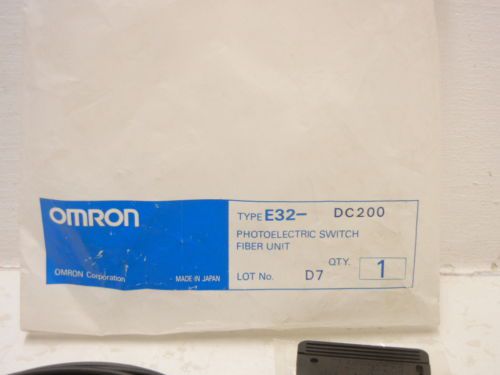 OMRON
TYPE E32- DC200
PHOTOELECTRIC SWITCH
FIBER UNIT
QTY. 1
LOT No. D7
OMRON Corporation MADE IN JAPAN